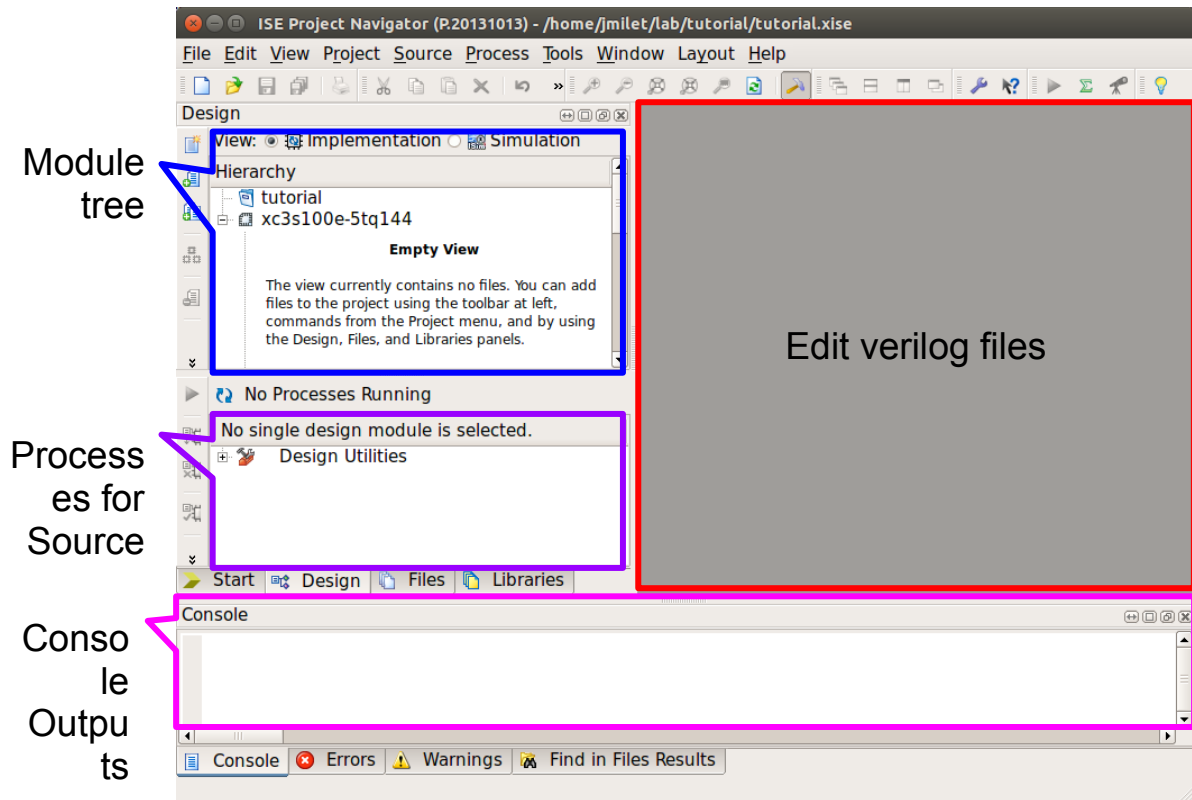 ISE Project Navigator (P.20131013) - /home/jmilet/lab/tutorial/tutorial.xise
File Edit View Project Source Process Tools Window Layout Help
»
Design
View: Implementation Simulation
Hierarchy
tutorial
xc3s100e-5tq144
Empty View
The view currently contains no files. You can add
files to the project using the toolbar at left,
commands from the Project menu, and by using
the Design, Files, and Libraries panels.
Module
tree
No Processes Running
No single design module is selected.
Design Utilities
Process
es for
Source
Start Design Files Libraries
Edit verilog files
Console
Conso
le
Outpu
ts
Console Errors Warnings Find in Files Results